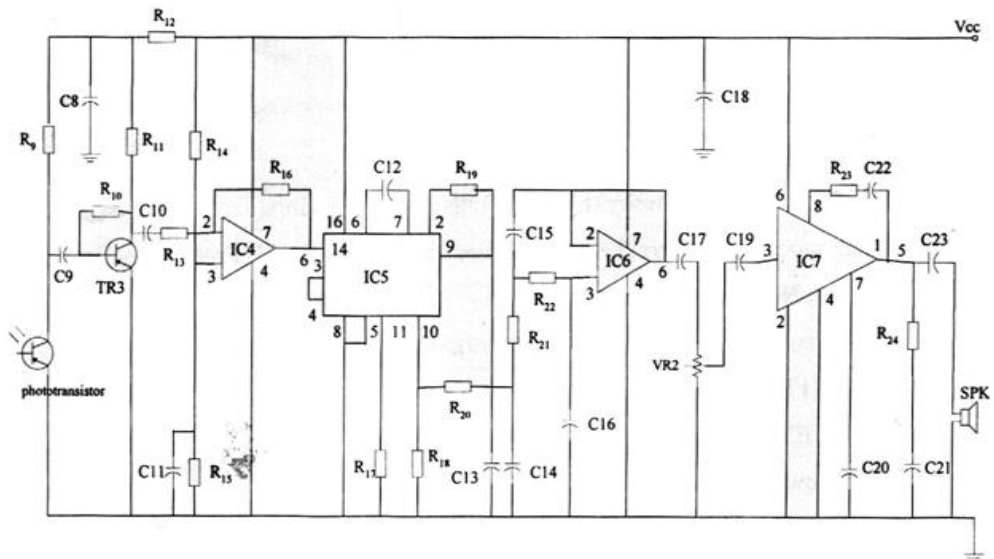 R12
Vcc
C8
C18
R9
R11
R14
R10
C10
R16
C12
R19
R23
C22
16 6 7 2
6
8
2
7
IC4
14
9
C15
2
7
IC6
C17
C19
3
IC7
1
5
C23
C9
TR3
R13
3
4
6
3
IC5
R22
3
4
6
7
4
8 5 11 10
4
2
R21
R24
phototransistor
R20
VR2
SPK
C11
R15
R17
R18
C13
C14
C16
C20
C21